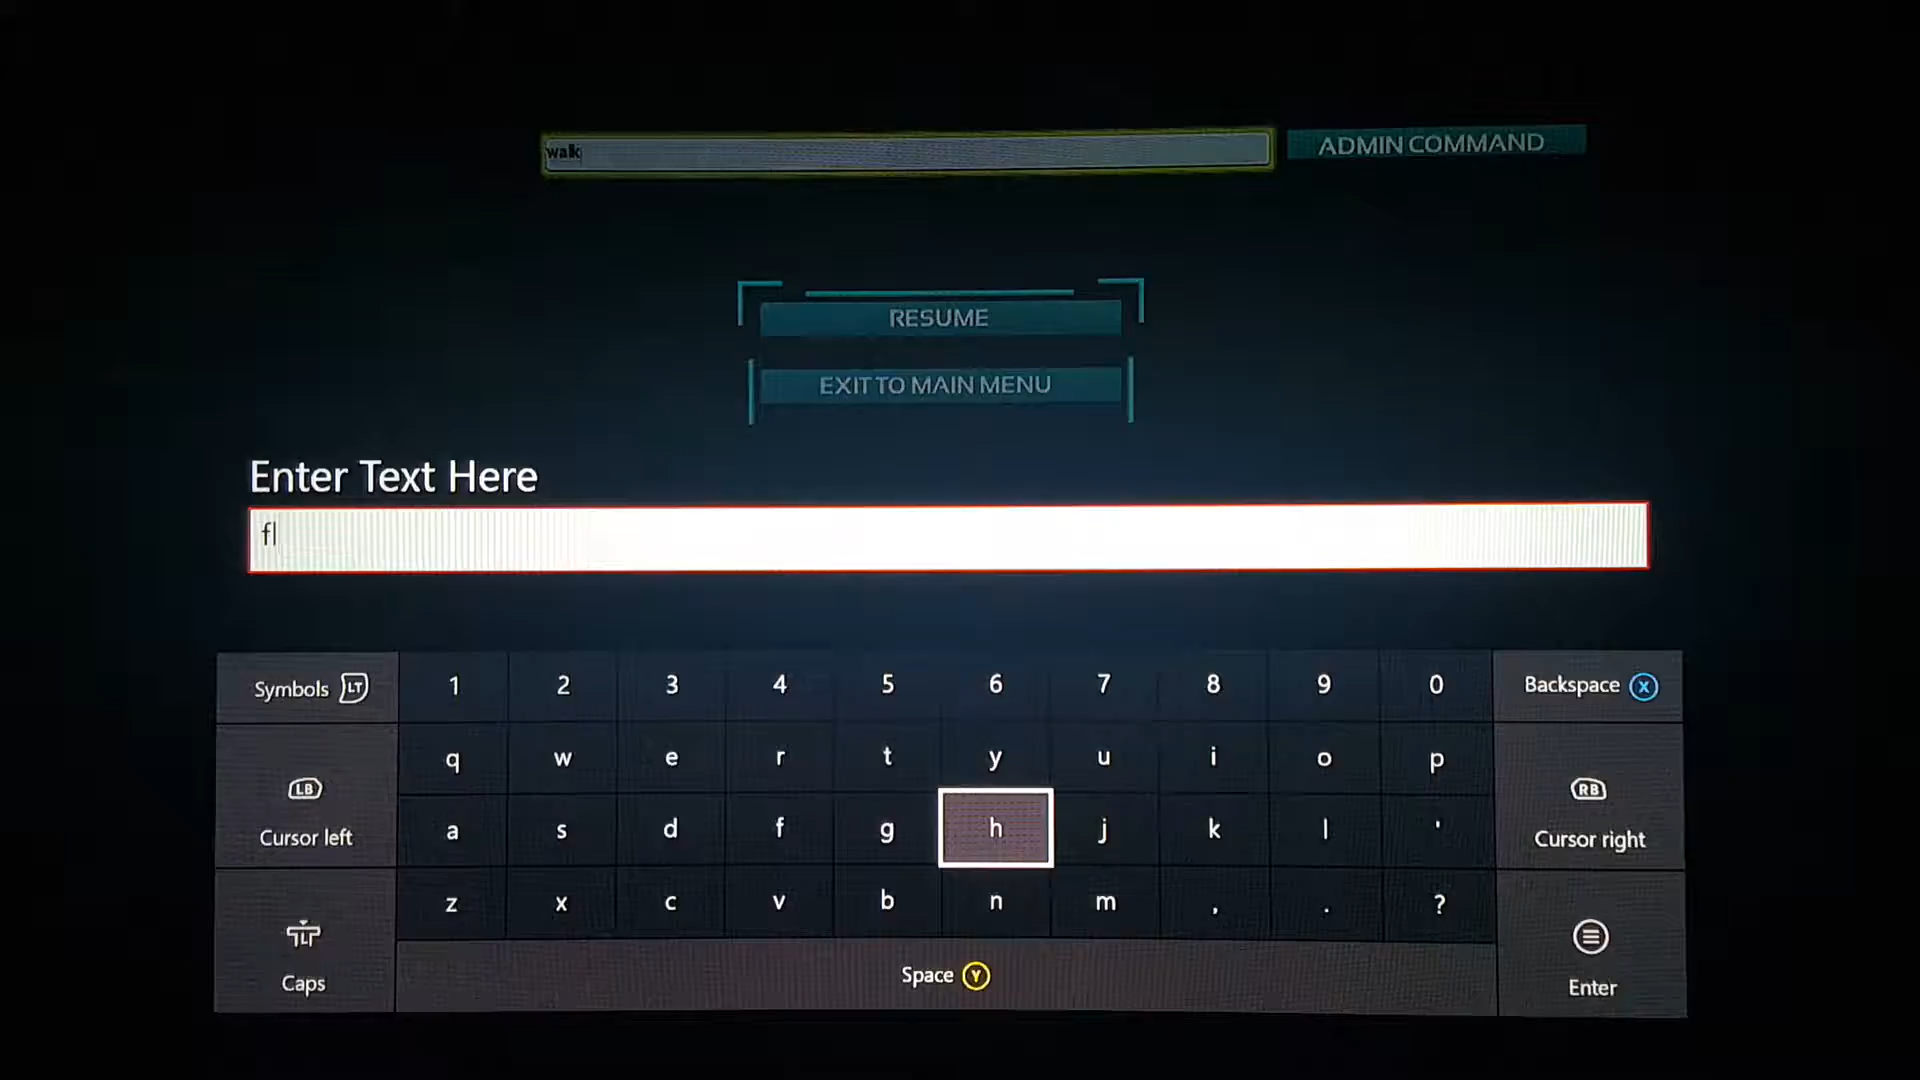 walk
ADMIN COMMAND
RESUME
EXIT TO MAIN MENU
Enter Text Here
fl
Symbols LT 1 2 3 4 5 6 7 8 9 0 Backspace X
q w e r t y u i o p
LB Cursor left a s d f g h j k l ' RB Cursor right
z x c v b n m , . ?
Caps Space Y Enter